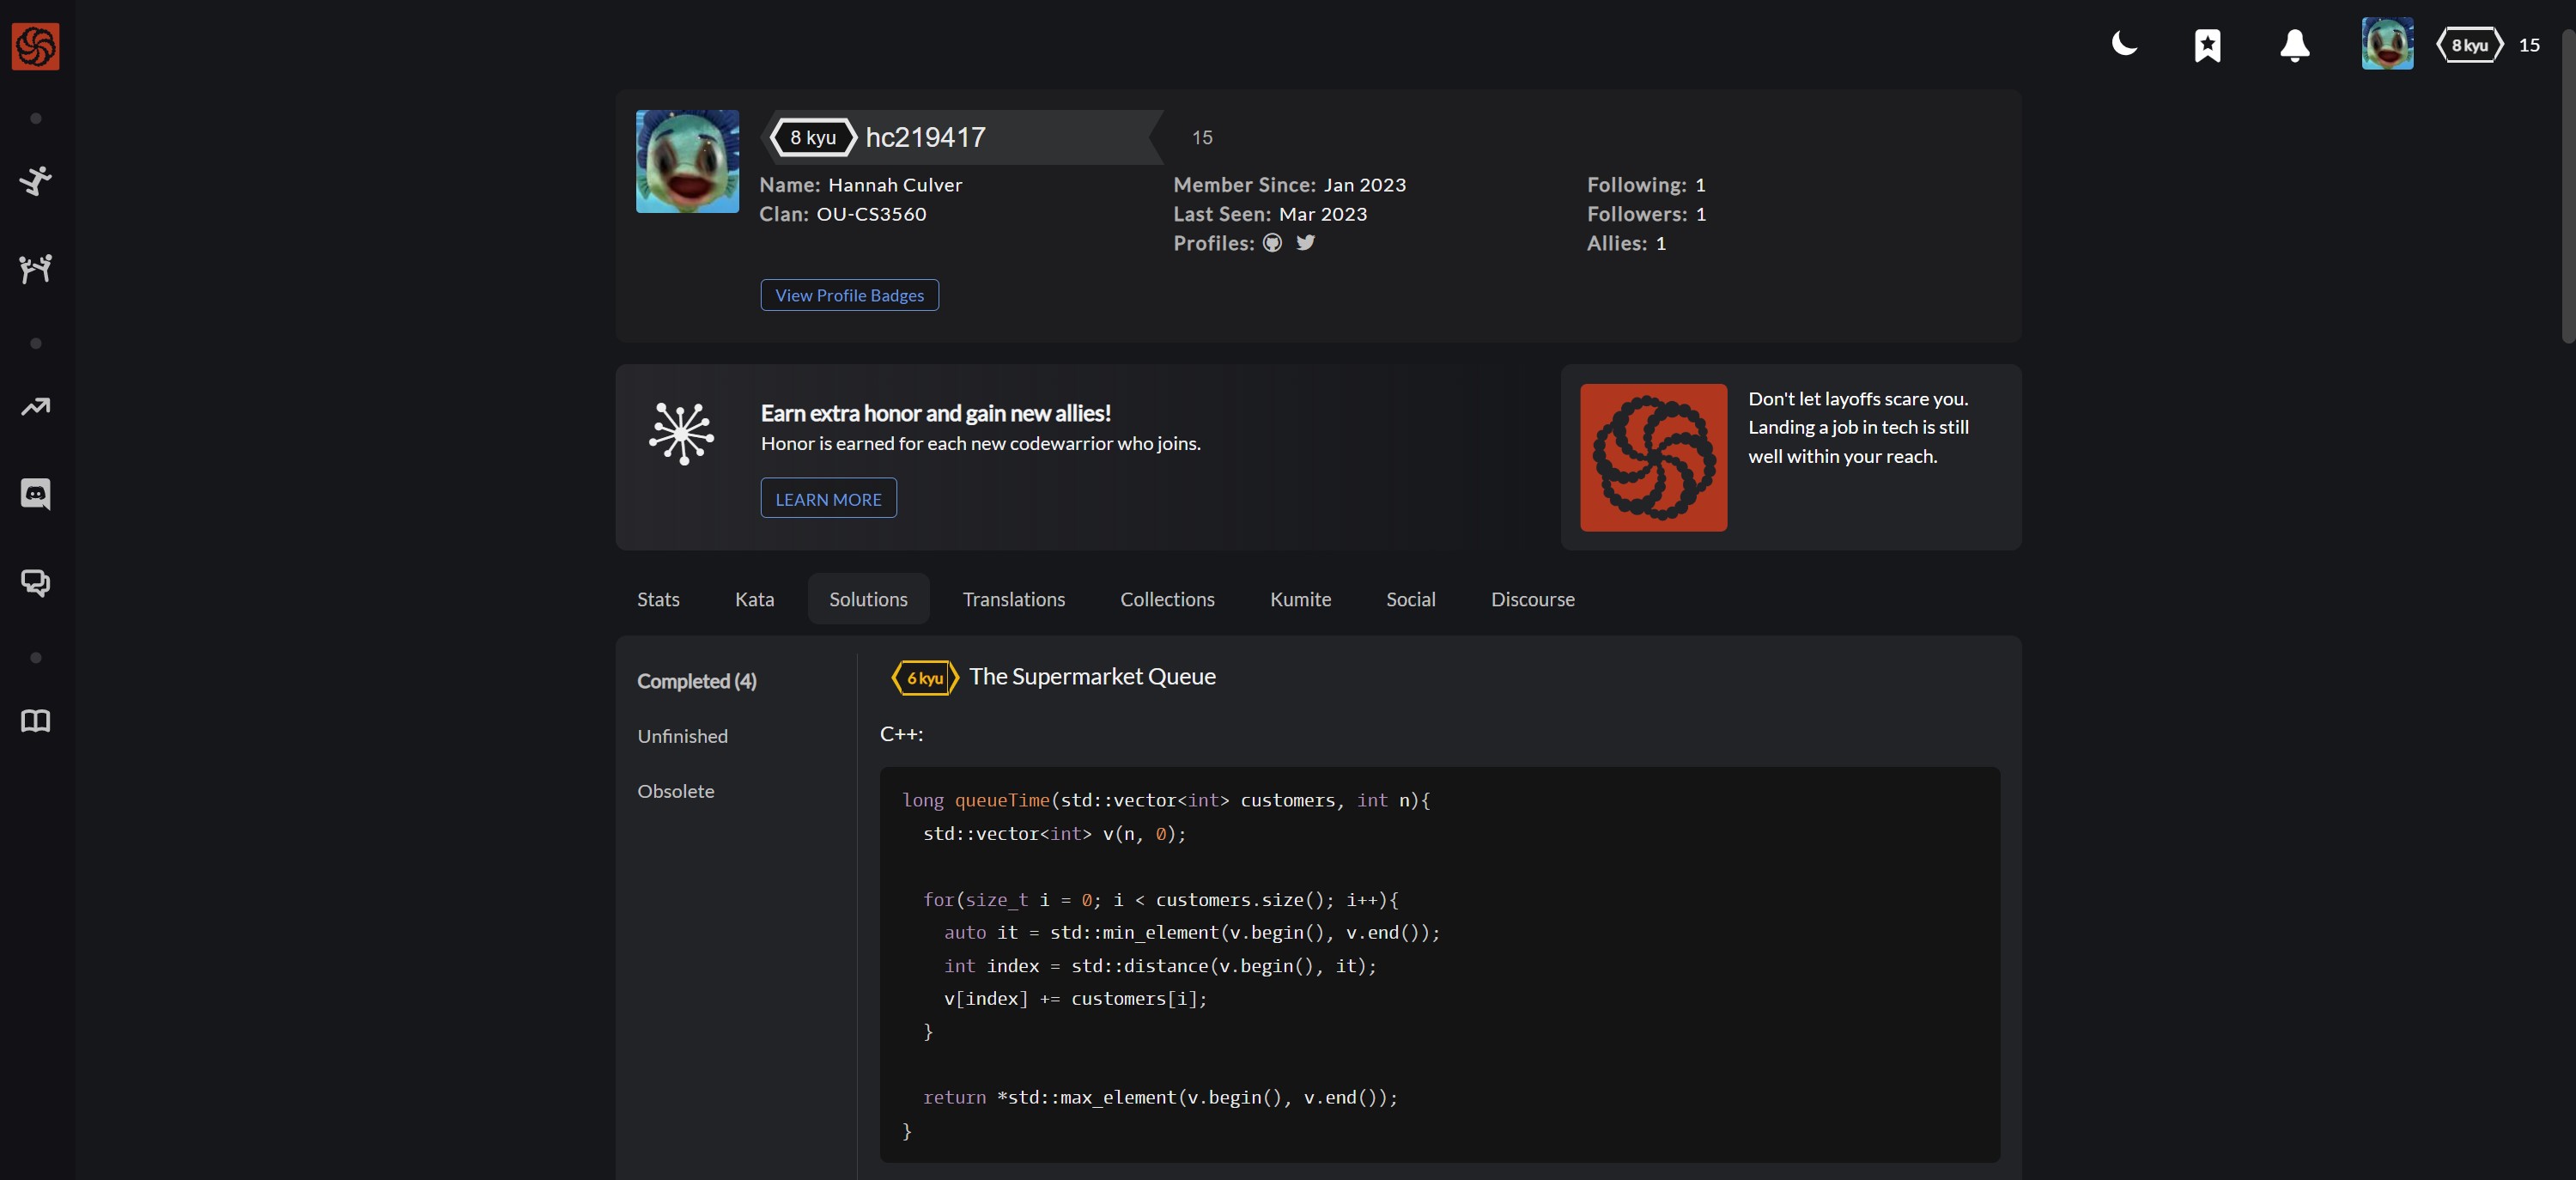 8 kyu 15
8 kyu hc219417 15
Name: Hannah Culver
Clan: OU-CS3560
Member Since: Jan 2023
Last Seen: Mar 2023
Profiles:
Following: 1
Followers: 1
Allies: 1
View Profile Badges
Earn extra honor and gain new allies!
Honor is earned for each new codewarrior who joins.
LEARN MORE
Don't let layoffs scare you.
Landing a job in tech is still
well within your reach.
Stats Kata Solutions Translations Collections Kumite Social Discourse
Completed (4)
Unfinished
Obsolete
6 kyu The Supermarket Queue
C++:
long queueTime(std::vector<int> customers, int n){
  std::vector<int> v(n, 0);
  for(size_t i = 0; i < customers.size(); i++){
    auto it = std::min_element(v.begin(), v.end());
    int index = std::distance(v.begin(), it);
    v[index] += customers[i];
  }
  return *std::max_element(v.begin(), v.end());
}